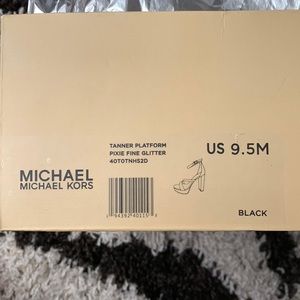 TANNER PLATFORM
PIXIE FINE GLITTER
40T0TNHS2D
US 9.5M
MICHAEL
MICHAEL KORS
BLACK